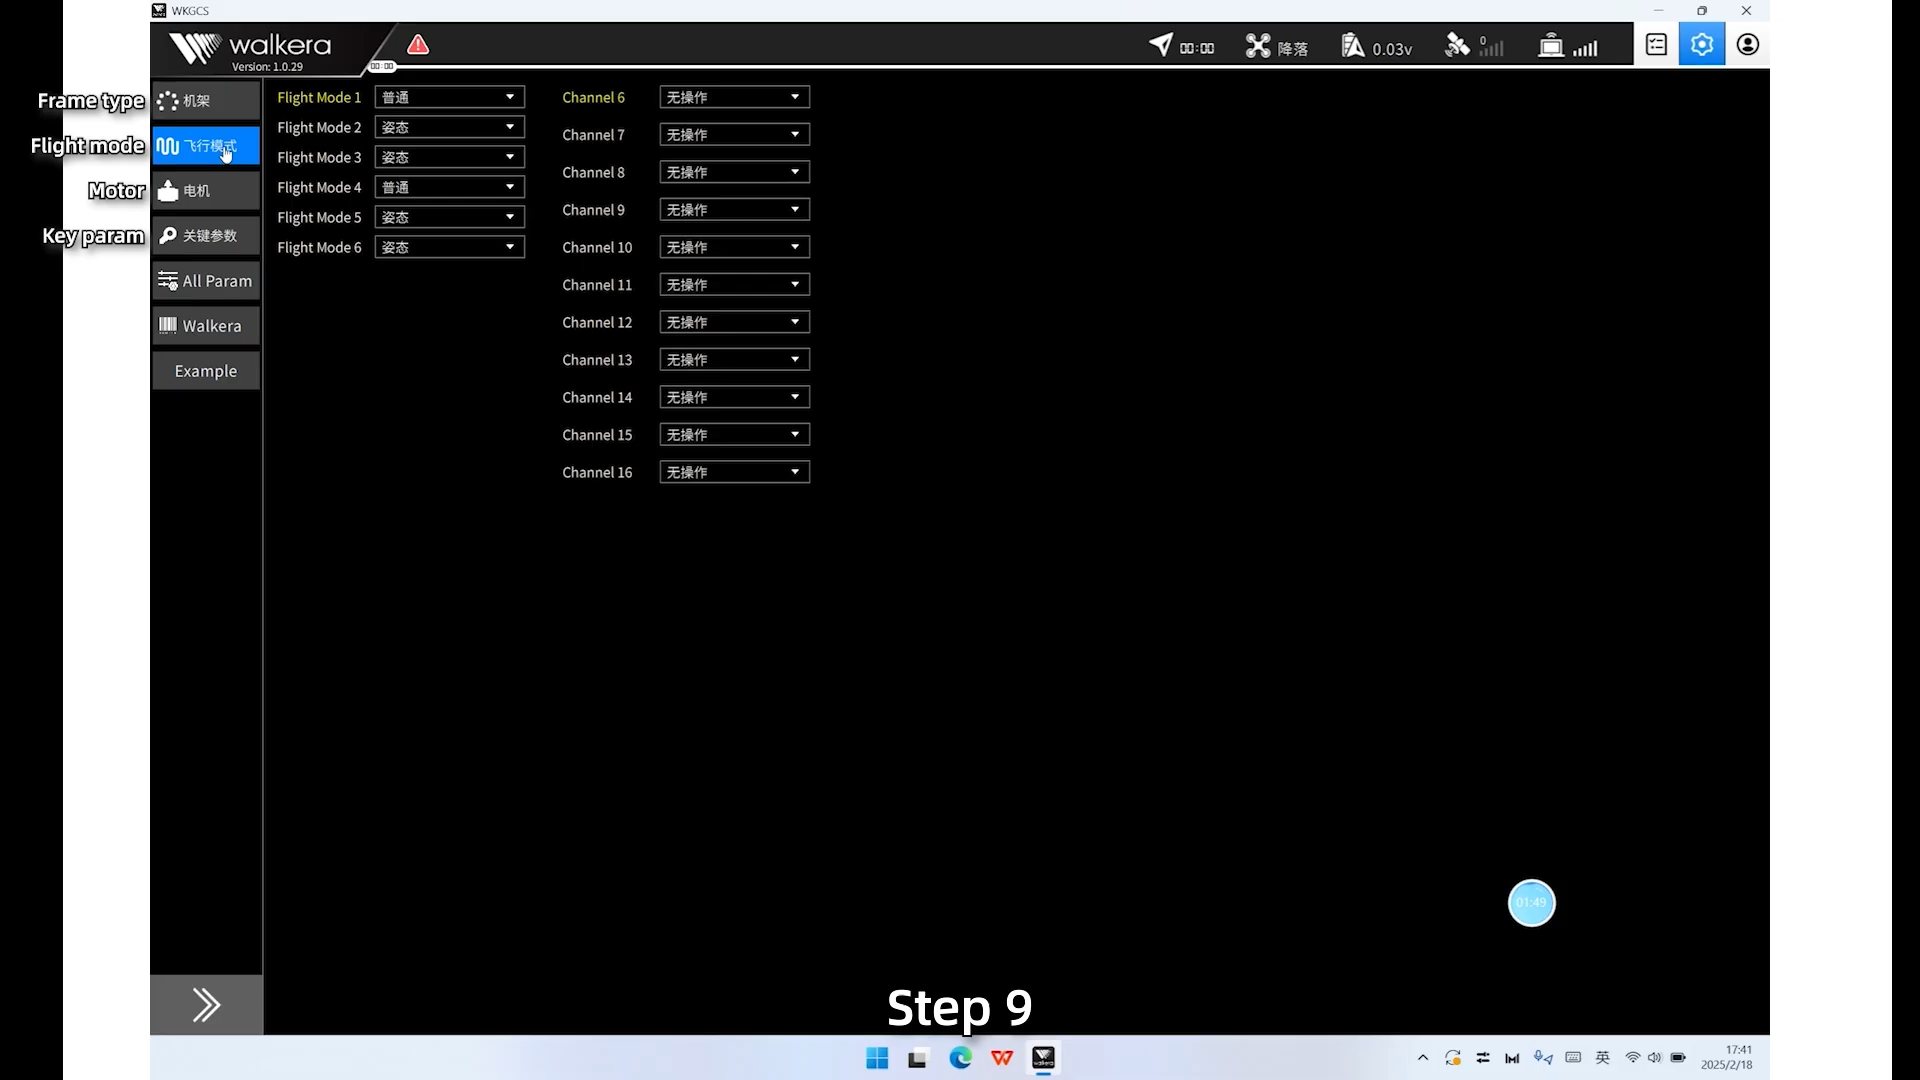 WKGCS
walkera
Version: 1.0.29
00:00
00:00
降落
0.03v
0
Frame type
机架
Flight mode
飞行模式
Motor
电机
Key param
关键参数
All Param
Walkera
Example
Flight Mode 1 普通
Flight Mode 2 姿态
Flight Mode 3 姿态
Flight Mode 4 普通
Flight Mode 5 姿态
Flight Mode 6 姿态
Channel 6 无操作
Channel 7 无操作
Channel 8 无操作
Channel 9 无操作
Channel 10 无操作
Channel 11 无操作
Channel 12 无操作
Channel 13 无操作
Channel 14 无操作
Channel 15 无操作
Channel 16 无操作
01:49
Step 9
英
17:41
2025/2/18